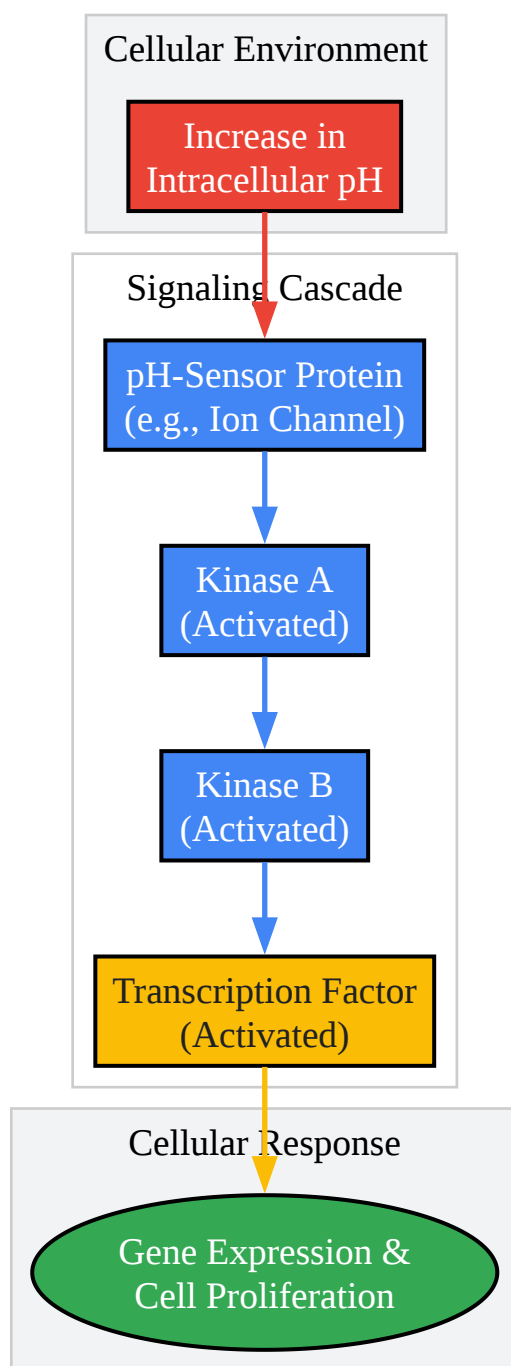 Cellular Environment
Increase in
Intracellular pH
Signaling Cascade
pH-Sensor Protein
(e.g., Ion Channel)
Kinase A
(Activated)
Kinase B
(Activated)
Transcription Factor
(Activated)
Cellular Response
Gene Expression &
Cell Proliferation